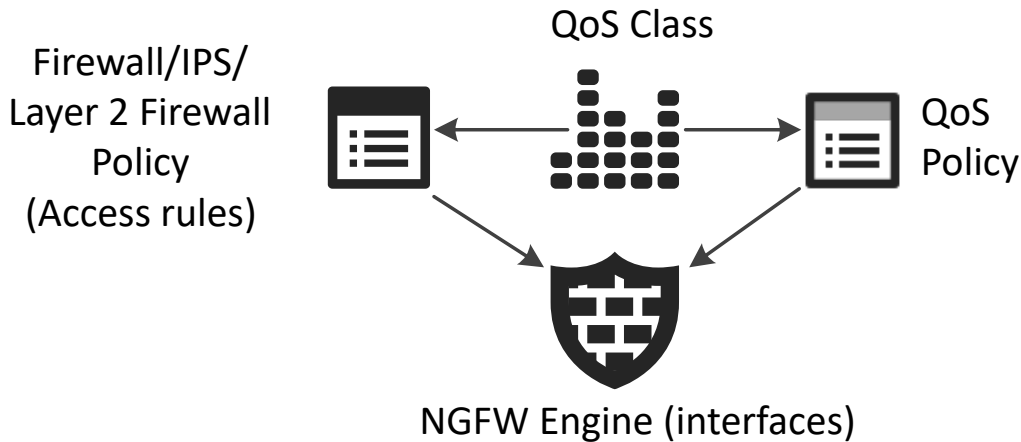 QoS Class
Firewall/IPS/
Layer 2 Firewall
Policy
(Access rules)
QoS
Policy
NGFW Engine (interfaces)